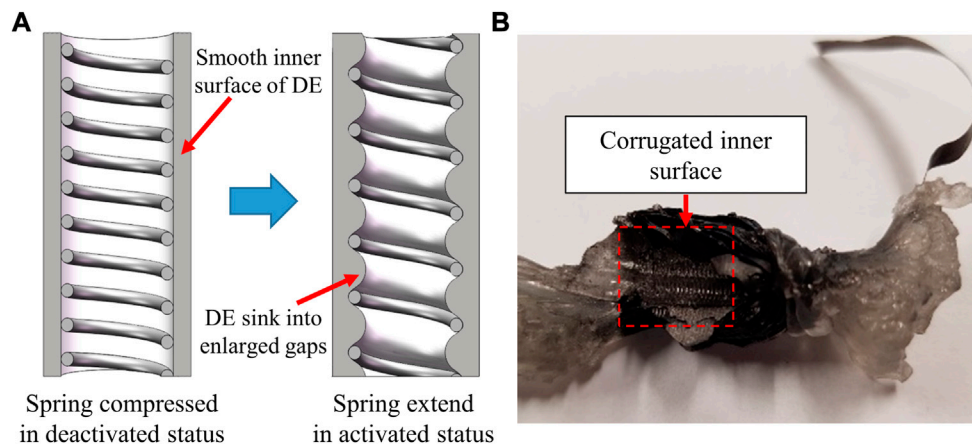 A
Smooth inner
surface of DE
DE sink into
enlarged gaps
Spring compressed
in deactivated status
Spring extend
in activated status
B
Corrugated inner
surface